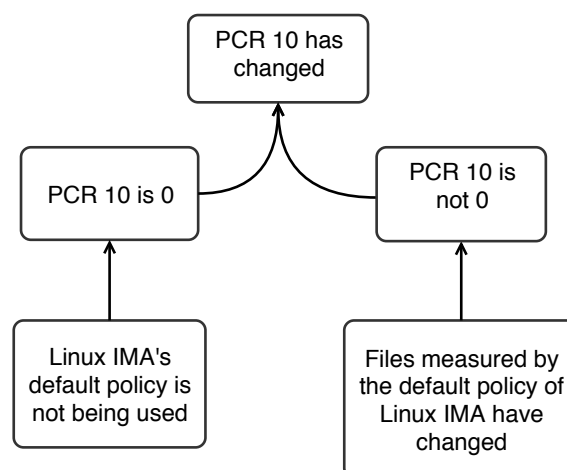 PCR 10 has
changed
PCR 10 is 0
PCR 10 is
not 0
Linux IMA's
default policy is
not being used
Files measured by
the default policy of
Linux IMA have
changed